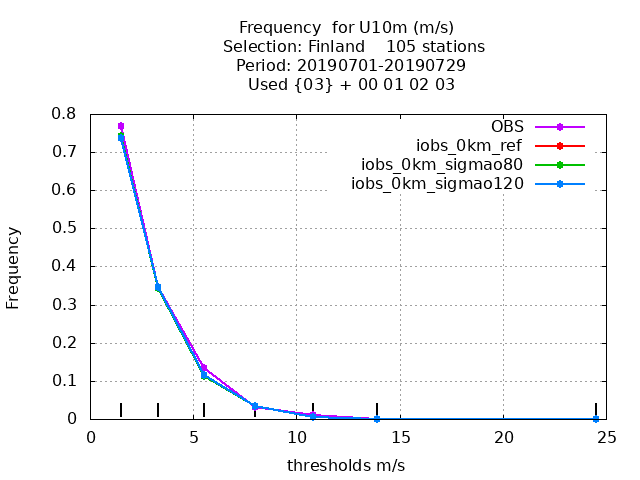 Frequency  for U10m (m/s)
Selection: Finland    105 stations
Period: 20190701-20190729
Used {03} + 00 01 02 03
OBS
iobs_0km_ref
iobs_0km_sigmao80
iobs_0km_sigmao120
Frequency
0.8
0.7
0.6
0.5
0.4
0.3
0.2
0.1
0
0 5 10 15 20 25
thresholds m/s